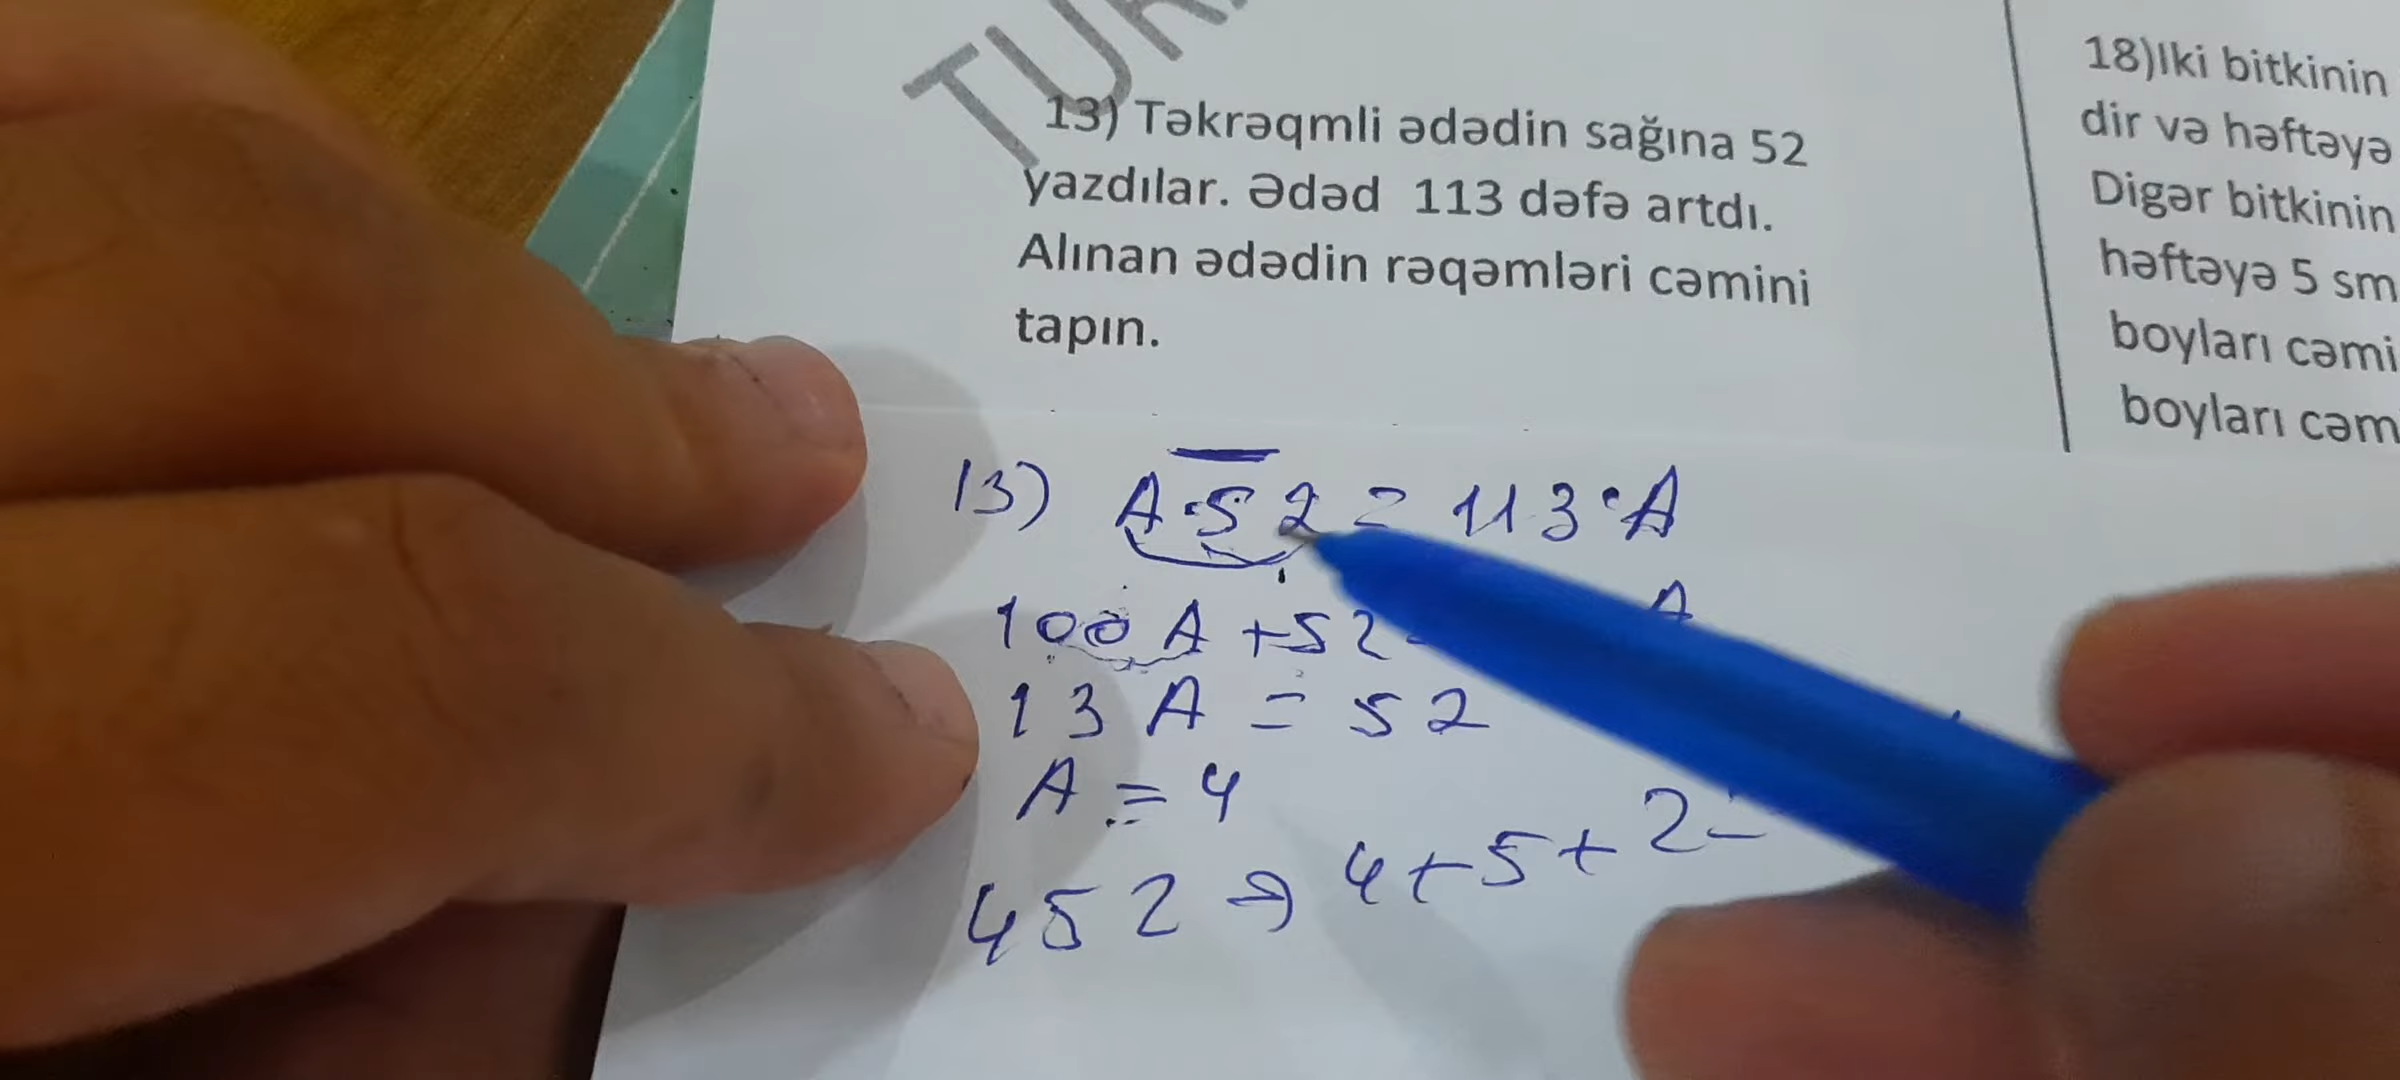 13) Təkrəqmli ədədin sağına 52
yazdılar. Ədəd 113 dəfə artdı.
Alınan ədədin rəqəmləri cəmini
tapın.
13) A52 = 113·A
100A+52
A
13A = 52
A = 4
452 ⇒ 4+5+2=
18)Iki bitkinin
dir və həftəyə
Digər bitkinin
həftəyə 5 sm
boyları cəmi
boyları cəm